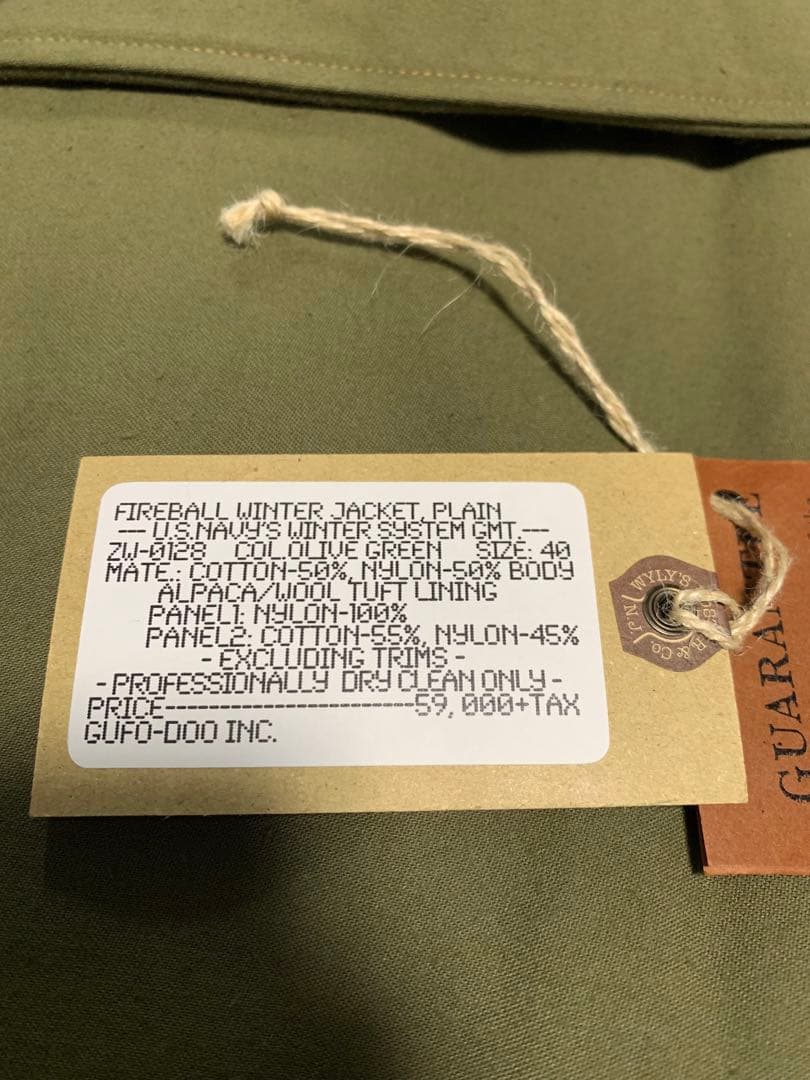 FIREBALL WINTER JACKET, PLAIN
--- U.S.NAVY'S WINTER SYSTEM GMT.---
ZW-0128 COL:OLIVE GREEN SIZE: 40
MATE.: COTTON-50%, NYLON-50% BODY
ALPACA/WOOL TUFT LINING
PANEL1: NYLON-100%
PANEL2: COTTON-55%, NYLON-45%
- EXCLUDING TRIMS -
- PROFESSIONALLY DRY CLEAN ONLY -
PRICE-----------------------59,000+TAX
GUFO-DOO INC.
WYLY'S
B & Co
N.J.